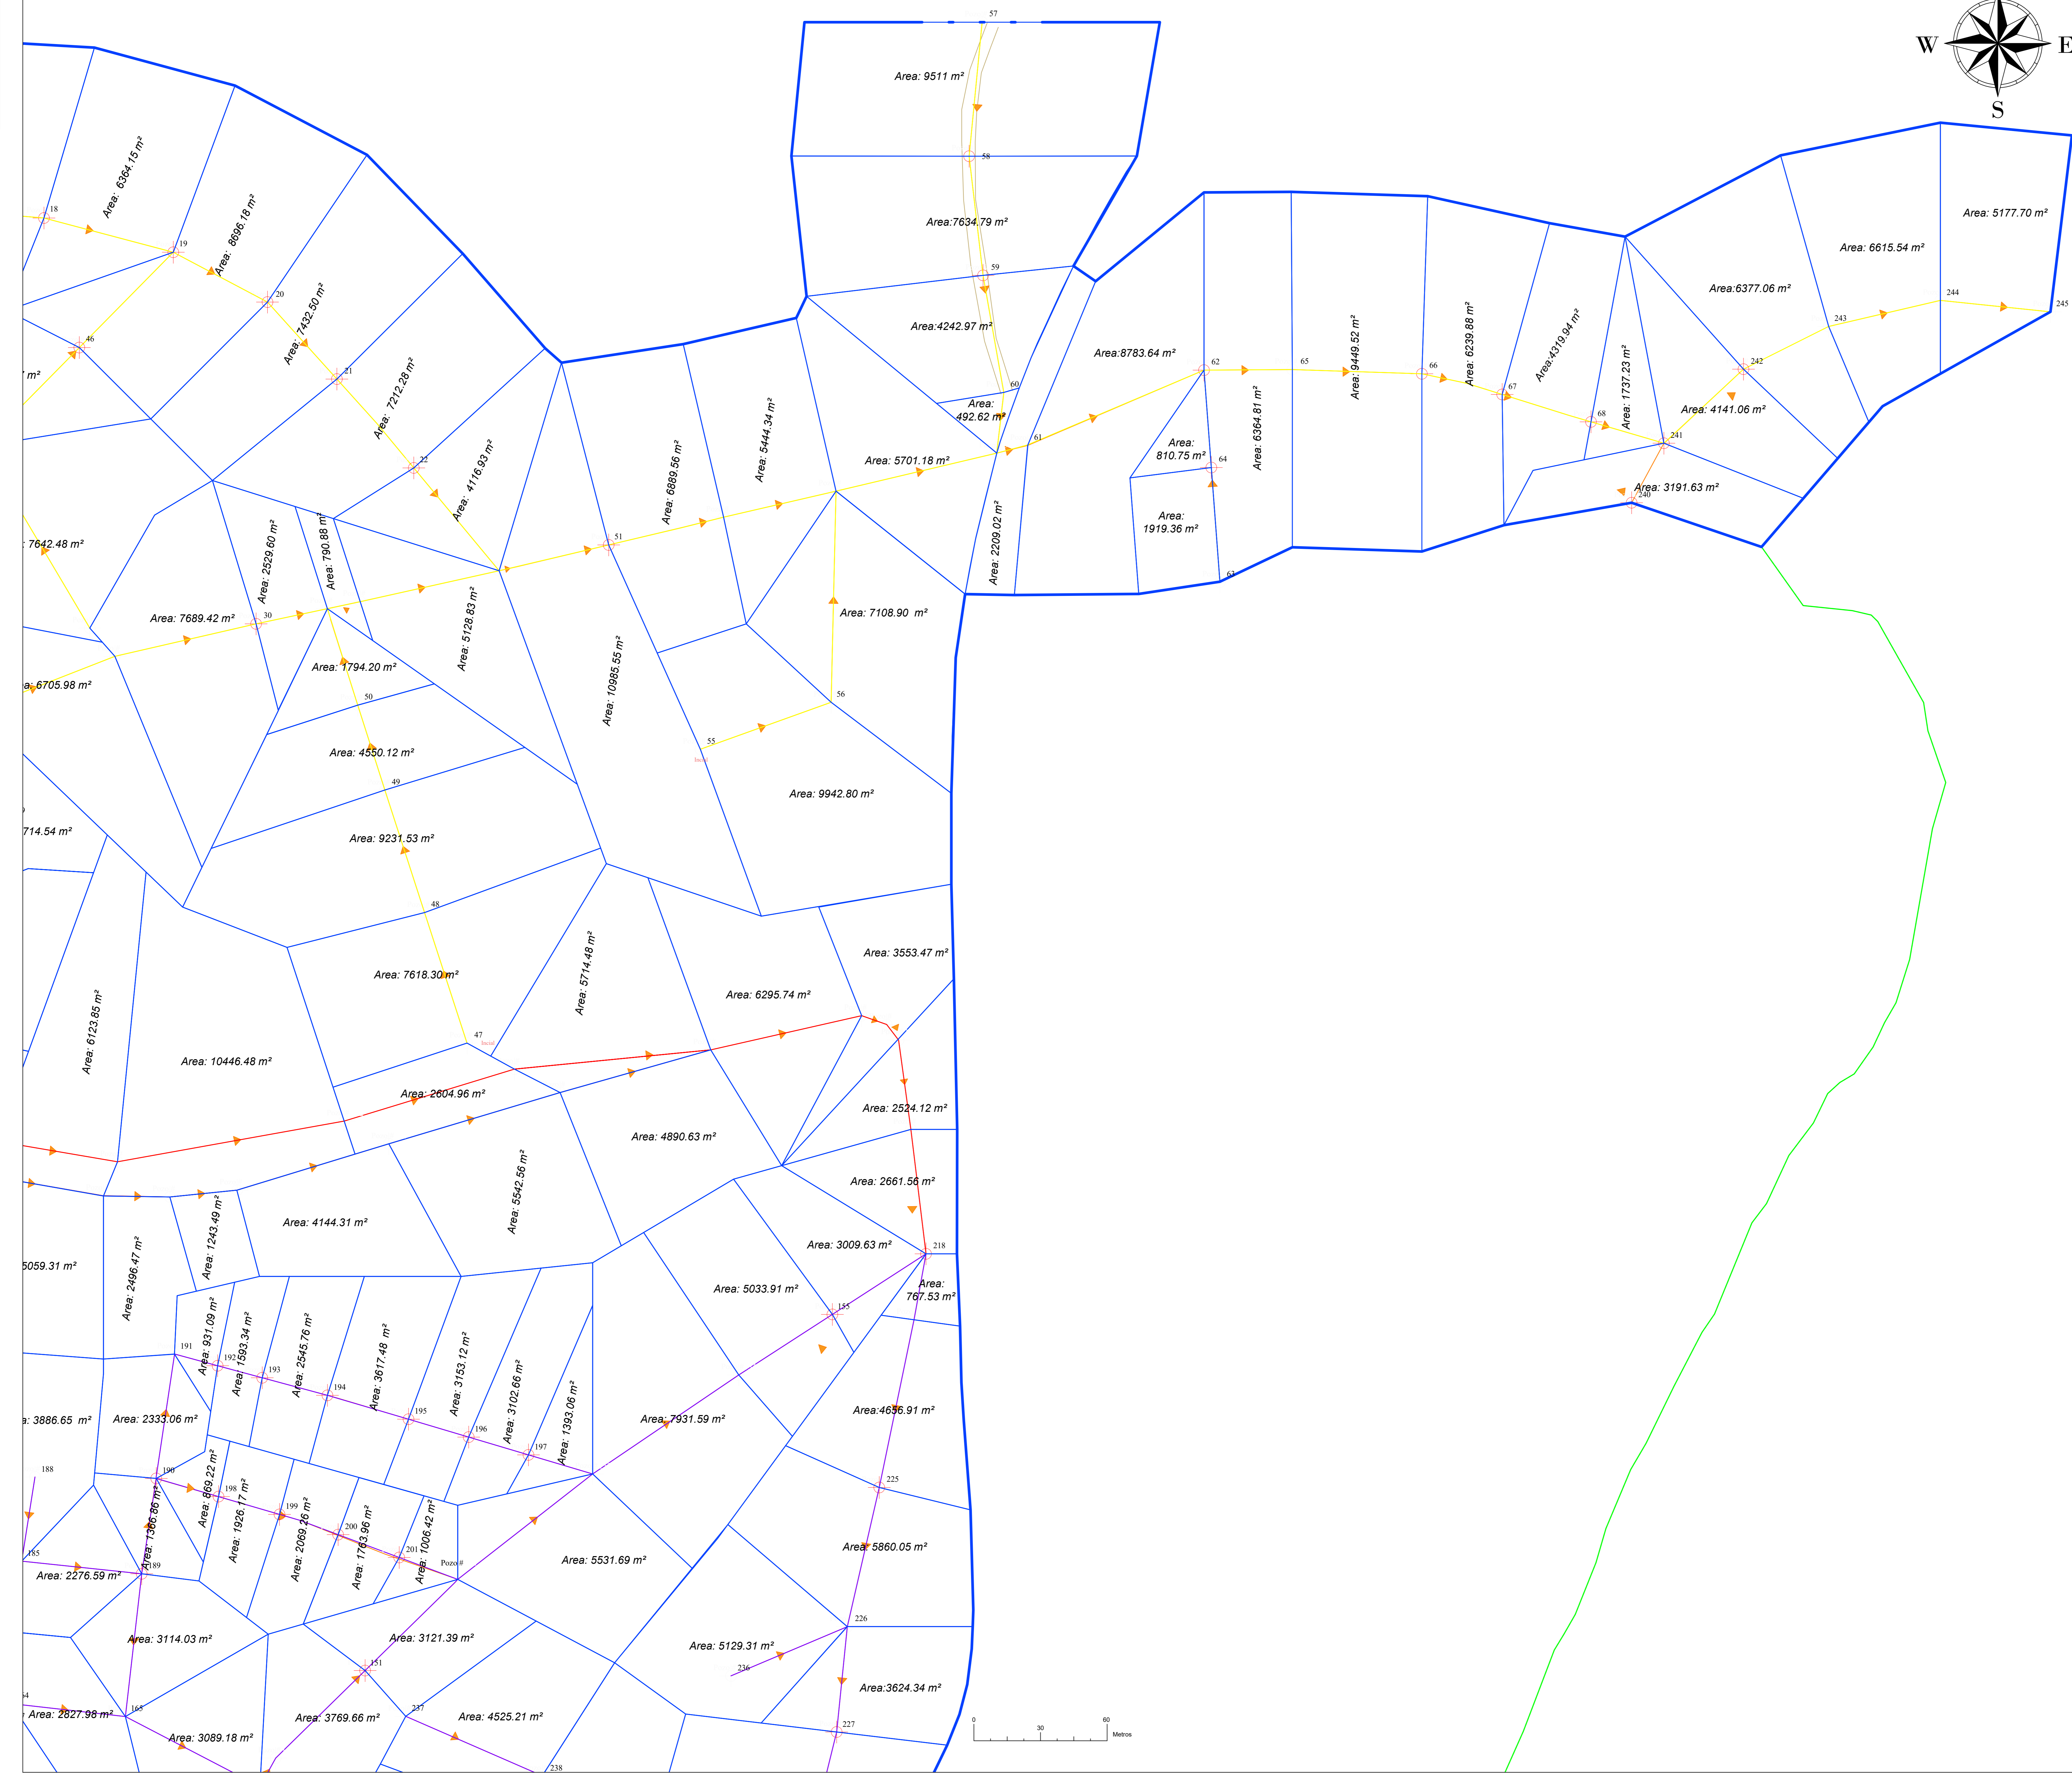 57
W
E
S
Area: 9511 m²
58
Area: 6364.15 m²
18
Area: 8696.18 m²
19
Area:7634.79 m²
59
Area: 5177.70 m²
Area: 6615.54 m²
Area:6377.06 m²
244
245
243
20
Area: 7432.50 m²
Area:4242.97 m²
46
21
Area: 7212.28 m²
Area:8783.64 m²
62
65
Area: 9449.52 m²
66
Area: 6239.88 m²
67
Area:4319.94 m²
Area: 1737.23 m²
242
Area: 4141.06 m²
68
241
60
Area:
492.62 m²
61
Area: 5444.34 m²
Area: 6889.56 m²
Area: 5701.18 m²
Area:
810.75 m²
64
Area: 6364.81 m²
Area: 3191.63 m²
240
22
Area: 4116.93 m²
Area:
1919.36 m²
Area: 2209.02 m²
63
51
: 7642.48 m²
Area: 2529.60 m²
Area: 790.88 m²
Area: 7689.42 m²
30
Area: 5128.83 m²
Area: 7108.90 m²
Area: 1794.20 m²
a: 6705.98 m²
50
56
Area: 10985.55 m²
55
Incial
Area: 4550.12 m²
49
Area: 9942.80 m²
714.54 m²
Area: 9231.53 m²
48
Area: 3553.47 m²
Area: 7618.30 m²
Area: 5714.48 m²
Area: 6295.74 m²
47
Incial
Area: 6123.85 m²
Area: 10446.48 m²
Area: 2604.96 m²
Area: 2524.12 m²
Area: 4890.63 m²
Area: 2661.56 m²
Area: 5542.56 m²
Area: 4144.31 m²
Area: 1243.49 m²
Area: 2496.47 m²
5059.31 m²
Area: 3009.63 m²
218
Area: 5033.91 m²
Area:
767.53 m²
155
191
Area: 931.09 m²
192
Area: 1593.34 m²
193
Area: 2545.76 m²
194
Area: 3617.48 m²
195
Area: 3153.12 m²
196
Area: 3102.66 m²
197
Area: 1393.06 m²
a: 3886.65 m²
Area: 2333.06 m²
Area: 7931.59 m²
Area:4656.91 m²
188
190
Area: 869.22 m²
198
Area: 1926.17 m²
199
Area: 2069.26 m²
200
Area: 1763.96 m²
201
Area: 1006.42 m²
Pozo #
225
Area: 1366.86 m²
185
189
Area: 2276.59 m²
Area: 5531.69 m²
Area: 5860.05 m²
226
Area: 3114.03 m²
Area: 3121.39 m²
151
Area: 5129.31 m²
236
Area:3624.34 m²
64
165
Area: 2827.98 m²
237
Area: 3769.66 m²
Area: 4525.21 m²
Area: 3089.18 m²
227
0
30
60
Metros
238